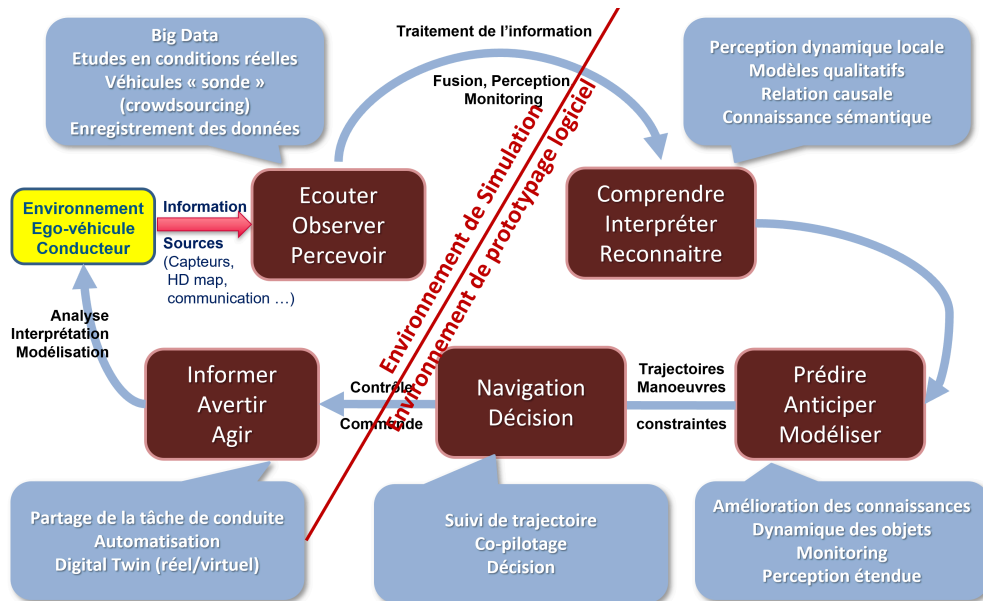 Big Data
Etudes en conditions réelles
Véhicules « sonde »
(crowdsourcing)
Enregistrement des données
Traitement de l'information
Fusion, Perception
Monitoring
Perception dynamique locale
Modèles qualitatifs
Relation causale
Connaissance sémantique
Environnement
Ego-véhicule
Conducteur
Information
Sources
(Capteurs,
HD map,
communication ...)
Ecouter
Observer
Percevoir
Environnement de Simulation
Environnement de prototypage logiciel
Comprendre
Interpréter
Reconnaitre
Analyse
Interprétation
Modélisation
Informer
Avertir
Agir
Contrôle
Commande
Navigation
Décision
Trajectoires
Manoeuvres
constraintes
Prédire
Anticiper
Modéliser
Partage de la tâche de conduite
Automatisation
Digital Twin (réel/virtuel)
Suivi de trajectoire
Co-pilotage
Décision
Amélioration des connaissances
Dynamique des objets
Monitoring
Perception étendue